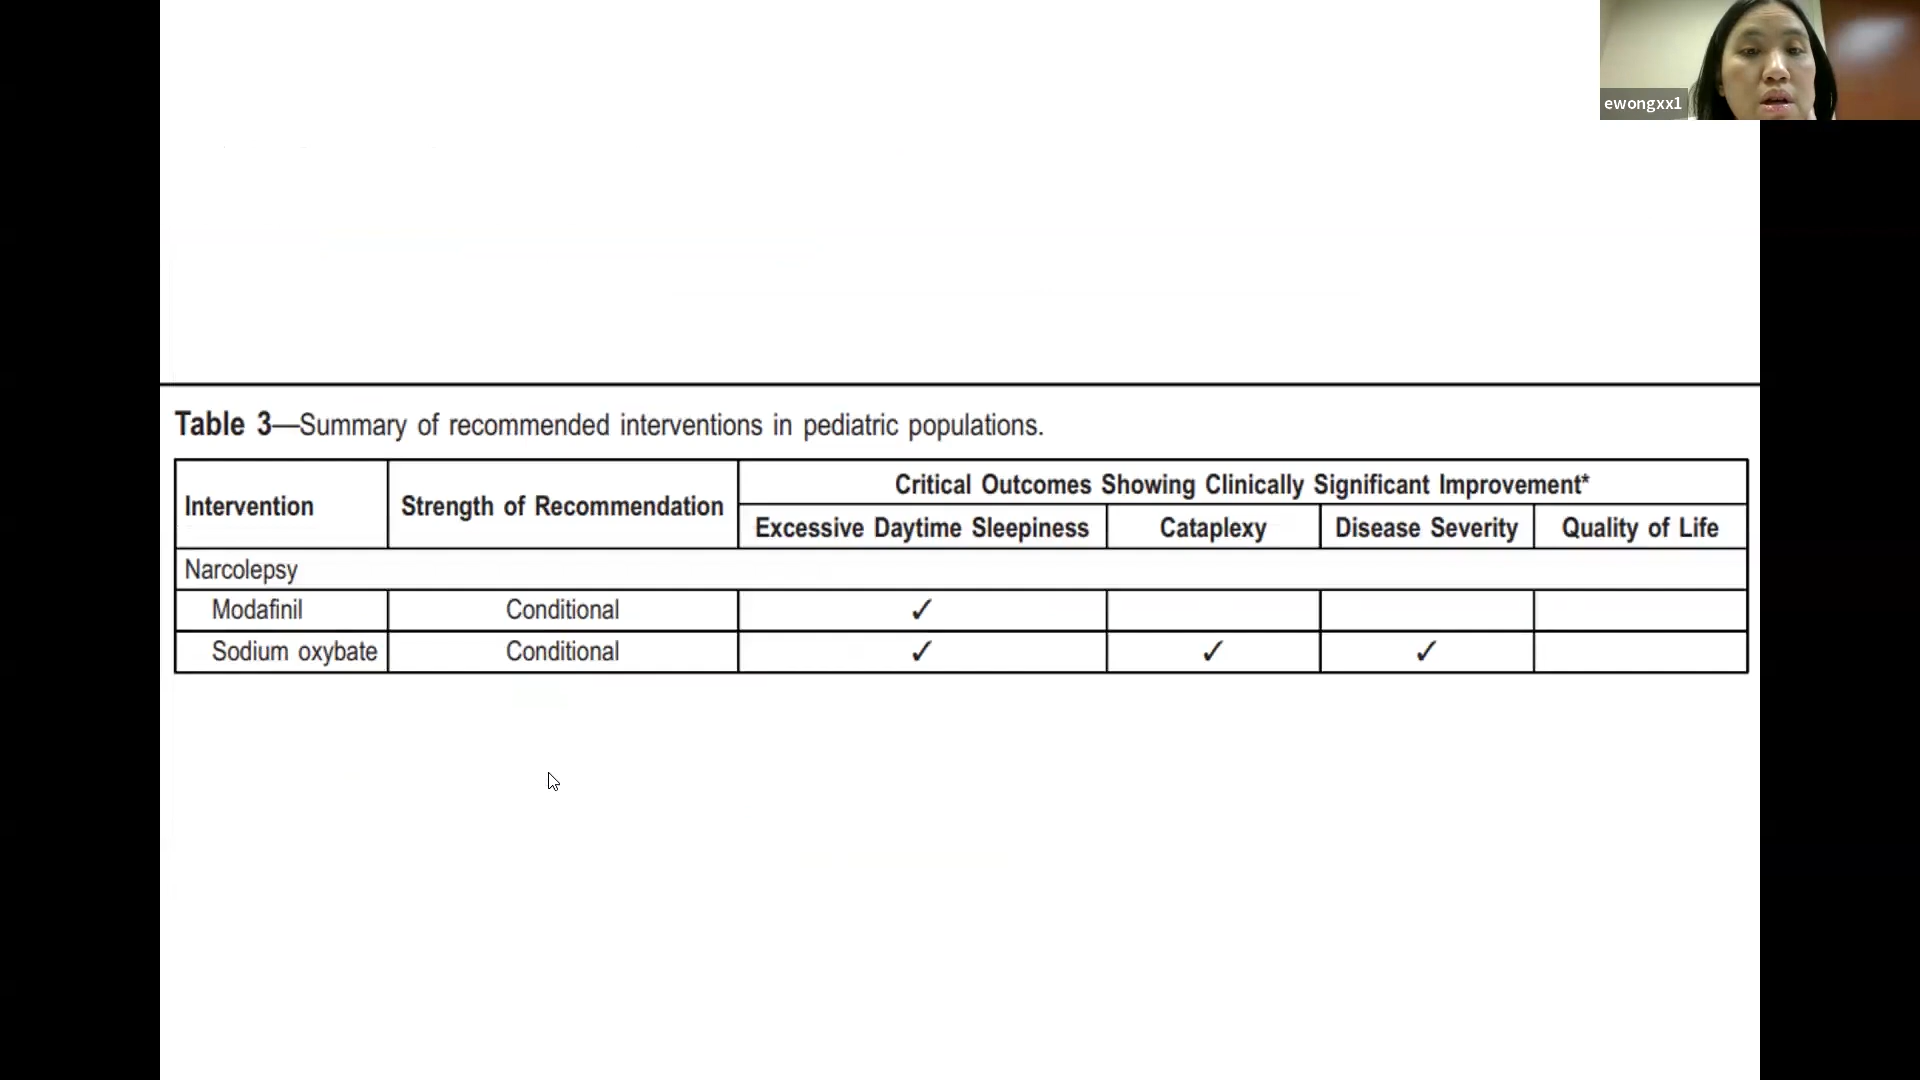 ewongxx1
Table 3—Summary of recommended interventions in pediatric populations.
Intervention
Strength of Recommendation
Critical Outcomes Showing Clinically Significant Improvement*
Excessive Daytime Sleepiness Cataplexy Disease Severity Quality of Life
Narcolepsy
Modafinil Conditional ✓
Sodium oxybate Conditional ✓ ✓ ✓